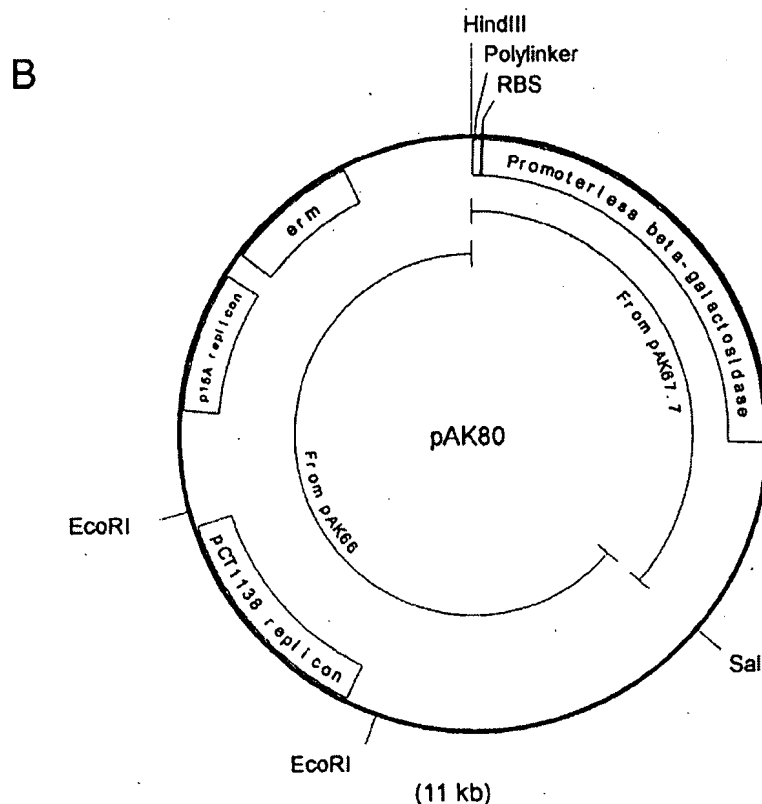 B
HindIII
Polylinker
RBS
Promoterless beta-galactosidase
erm
p15A replicon
From pAK67.7
pAK80
From pAK66
EcoRI
pCT1138 replicon
Sal
EcoRI
(11 kb)